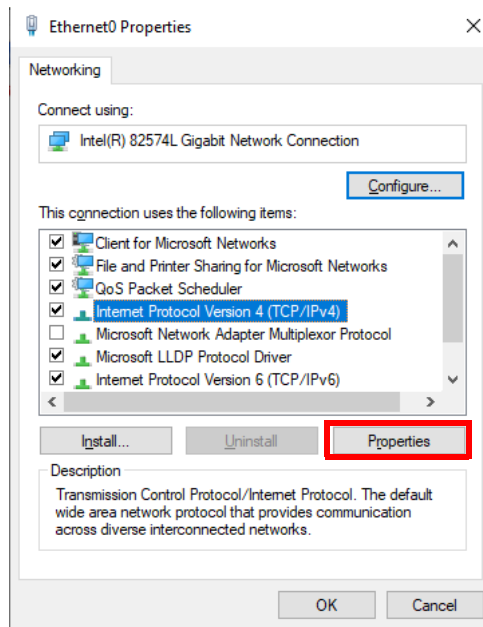 Ethernet0 Properties
Networking
Connect using:
Intel(R) 82574L Gigabit Network Connection
Configure...
This connection uses the following items:
Client for Microsoft Networks
File and Printer Sharing for Microsoft Networks
QoS Packet Scheduler
Internet Protocol Version 4 (TCP/IPv4)
Microsoft Network Adapter Multiplexor Protocol
Microsoft LLDP Protocol Driver
Internet Protocol Version 6 (TCP/IPv6)
Install...
Uninstall
Properties
Description
Transmission Control Protocol/Internet Protocol. The default
wide area network protocol that provides communication
across diverse interconnected networks.
OK
Cancel